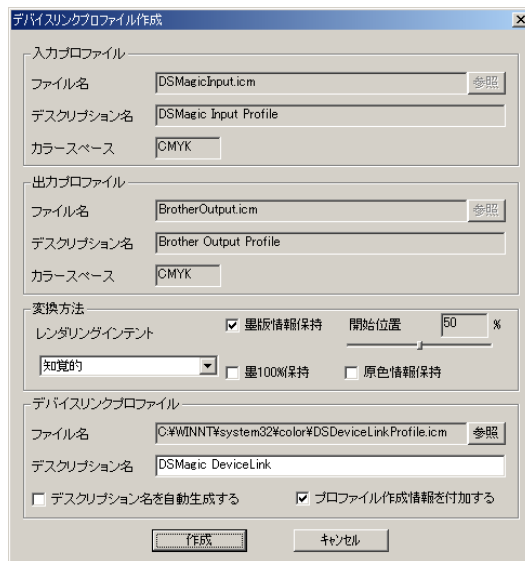 デバイスリンクプロファイル作成
入力プロファイル
ファイル名 DSMagicInput.icm 参照
デスクリプション名 DSMagic Input Profile
カラースペース CMYK
出力プロファイル
ファイル名 BrotherOutput.icm 参照
デスクリプション名 Brother Output Profile
カラースペース CMYK
変換方法
レンダリングインテント 墨版情報保持 開始位置 50 %
知覚的 墨100%保持 原色情報保持
デバイスリンクプロファイル
ファイル名 C:¥WINNT¥system32¥color¥DSDeviceLinkProfile.icm 参照
デスクリプション名 DSMagic DeviceLink
デスクリプション名を自動生成する プロファイル作成情報を付加する
作成 キャンセル